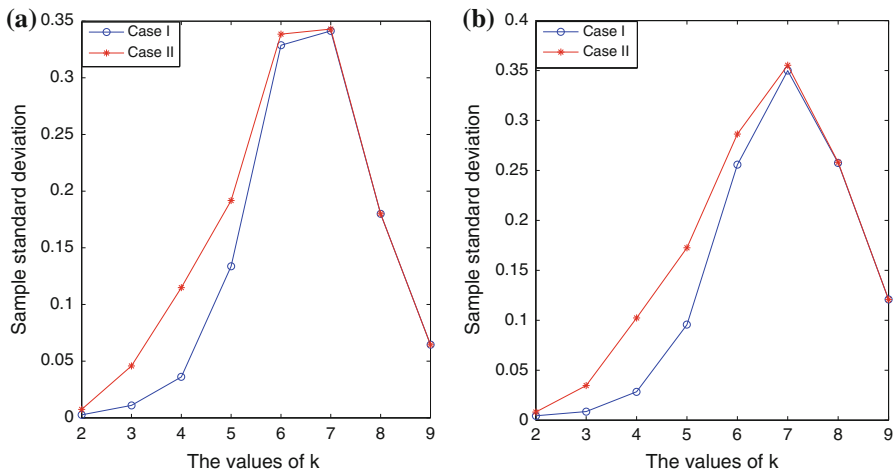 (a)
Case I
Case II
0.35
0.3
0.25
0.2
0.15
0.1
0.05
0
2 3 4 5 6 7 8 9
Sample standard deviation
The values of k
(b)
Case I
Case II
0.4
0.35
0.3
0.25
0.2
0.15
0.1
0.05
0
2 3 4 5 6 7 8 9
Sample standard deviation
The values of k